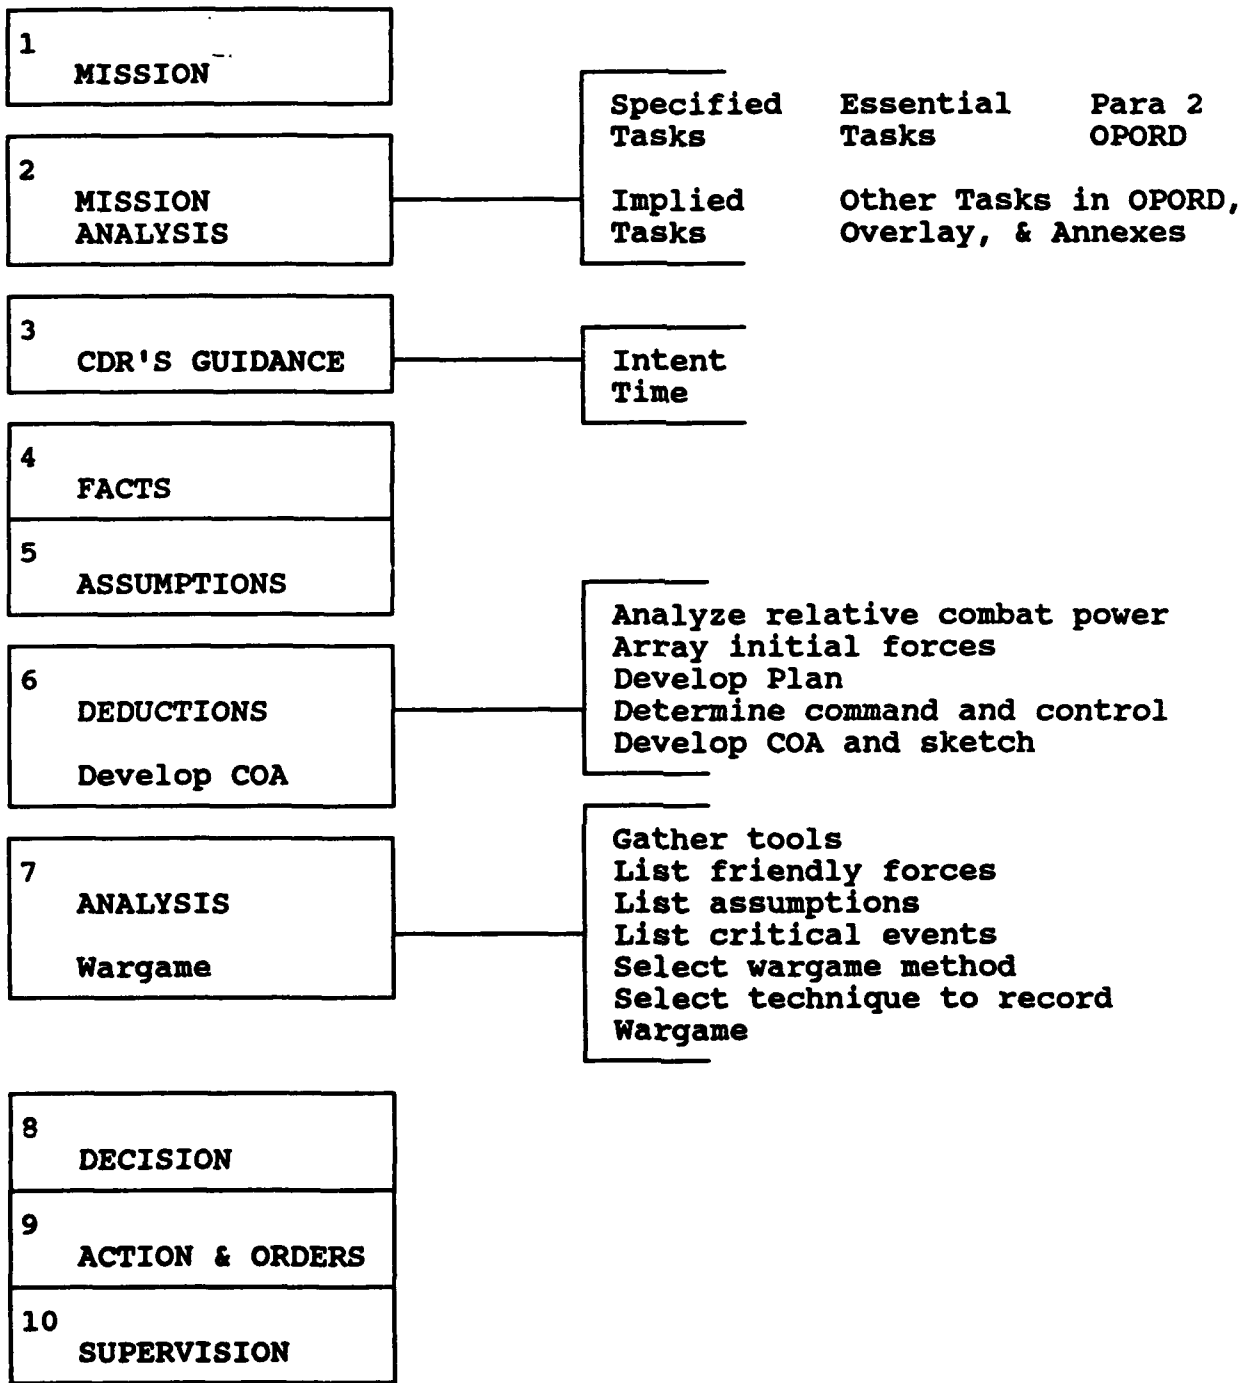 1
MISSION
2
MISSION
ANALYSIS
Specified Essential Para 2
Tasks Tasks OPORD
Implied Other Tasks in OPORD,
Tasks Overlay, & Annexes
3
CDR'S GUIDANCE
Intent
Time
4
FACTS
5
ASSUMPTIONS
6
DEDUCTIONS
Develop COA
Analyze relative combat power
Array initial forces
Develop Plan
Determine command and control
Develop COA and sketch
7
ANALYSIS
Wargame
Gather tools
List friendly forces
List assumptions
List critical events
Select wargame method
Select technique to record
Wargame
8
DECISION
9
ACTION & ORDERS
10
SUPERVISION